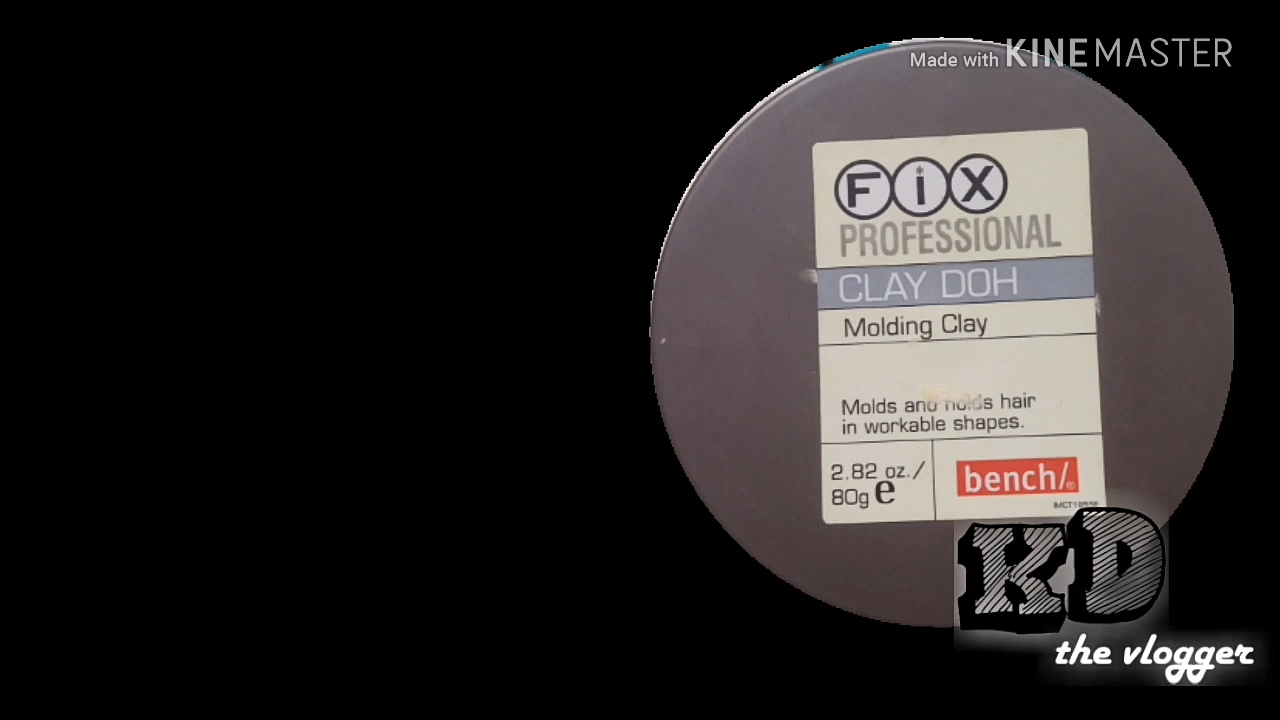 Made with KINEMASTER
FiX
PROFESSIONAL
CLAY DOH
Molding Clay
Molds and holds hair
in workable shapes.
2.82 oz./
80g e
bench/®
KD
the vlogger